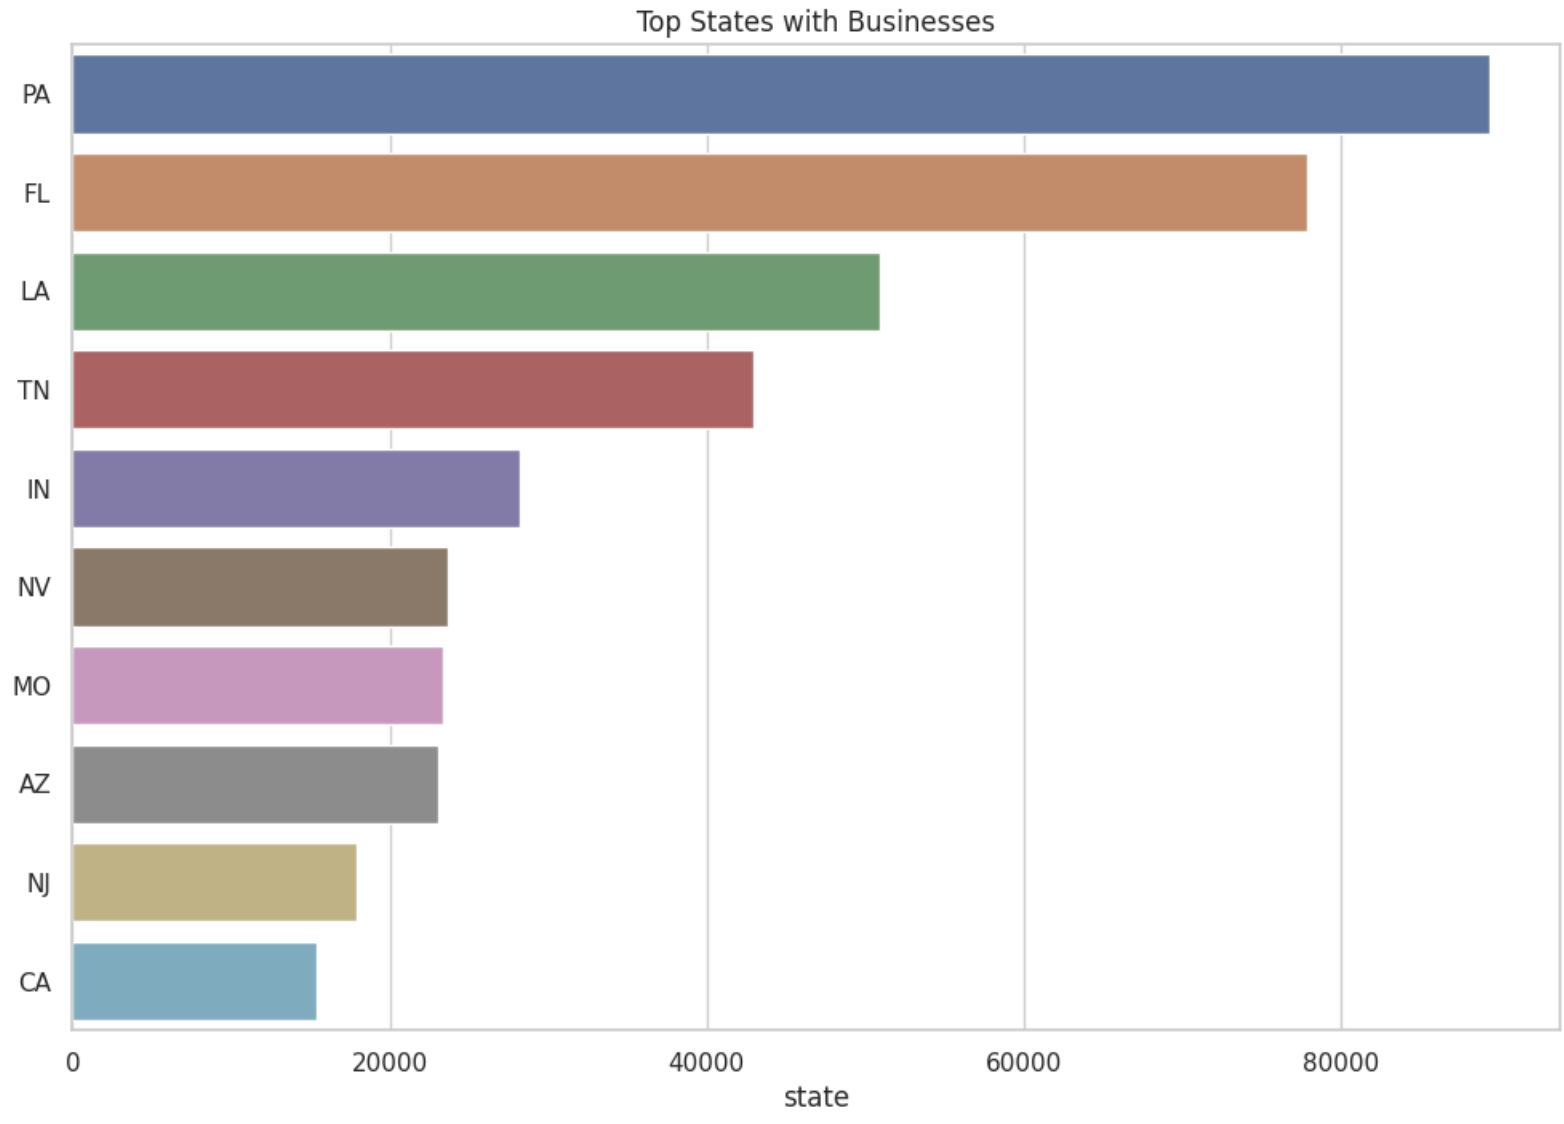 Top States with Businesses
PA
FL
LA
TN
IN
NV
MO
AZ
NJ
CA
0 20000 40000 60000 80000
state